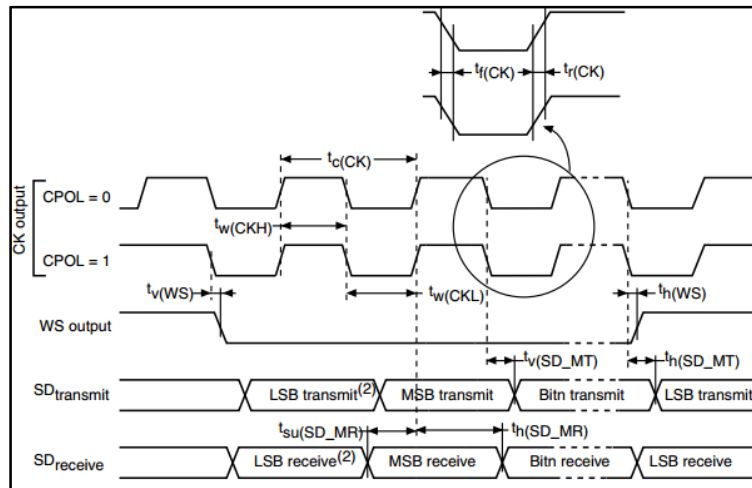 tf(CK)
tr(CK)
tc(CK)
CK output
CPOL = 0
tw(CKH)
CPOL = 1
tv(WS)
tw(CKL)
th(WS)
WS output
tv(SD_MT)
th(SD_MT)
SDtransmit
LSB transmit(2)
MSB transmit
Bitn transmit
LSB transmit
tsu(SD_MR)
th(SD_MR)
SDreceive
LSB receive(2)
MSB receive
Bitn receive
LSB receive